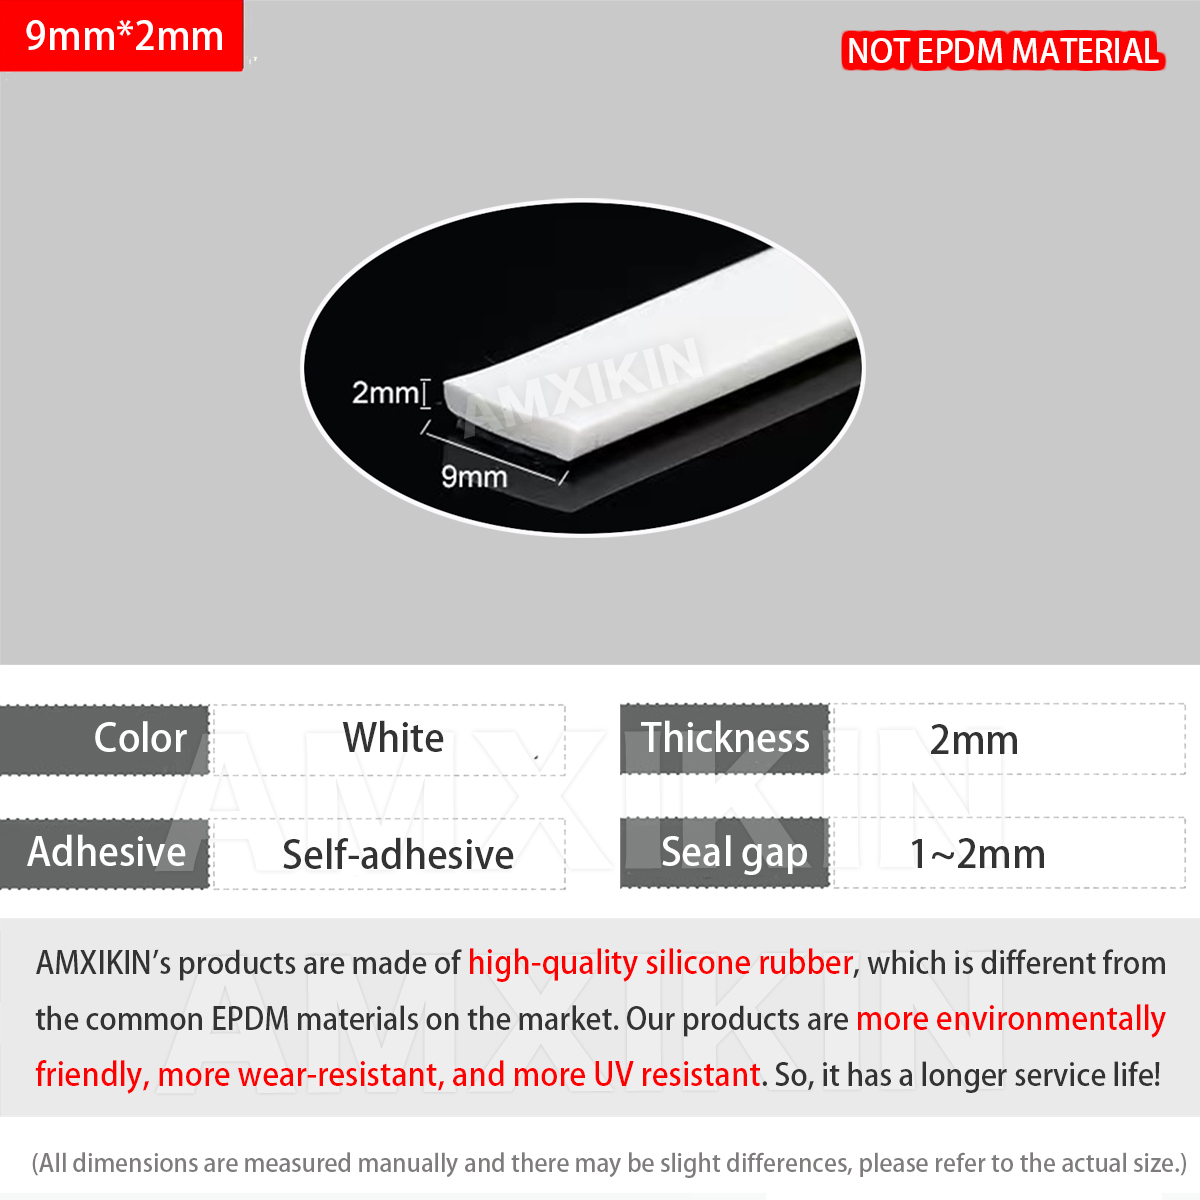 9mm*2mm
NOT EPDM MATERIAL
AMXIKIN
2mm
9mm
Color White
Thickness 2mm
Adhesive Self-adhesive
Seal gap 1~2mm
AMXIKIN
AMXIKIN's products are made of high-quality silicone rubber, which is different from
the common EPDM materials on the market. Our products are more environmentally
friendly, more wear-resistant, and more UV resistant. So, it has a longer service life!
AMXIKIN
(All dimensions are measured manually and there may be slight differences, please refer to the actual size.)